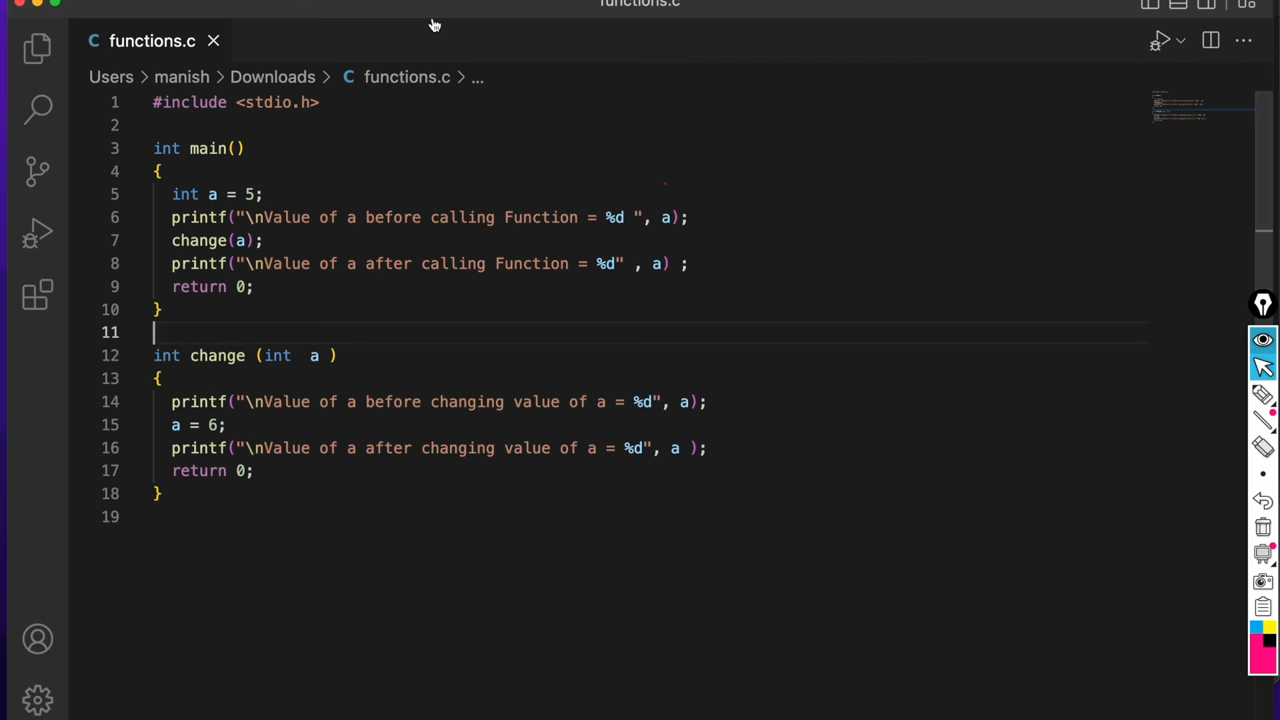 functions.c
C functions.c
Users > manish > Downloads > C functions.c > ...
1 #include <stdio.h>
2
3 int main()
4 {
5 int a = 5;
6 printf("\nValue of a before calling Function = %d ", a);
7 change(a);
8 printf("\nValue of a after calling Function = %d" , a) ;
9 return 0;
10 }
11
12 int change (int  a )
13 {
14 printf("\nValue of a before changing value of a = %d", a);
15 a = 6;
16 printf("\nValue of a after changing value of a = %d", a );
17 return 0;
18 }
19